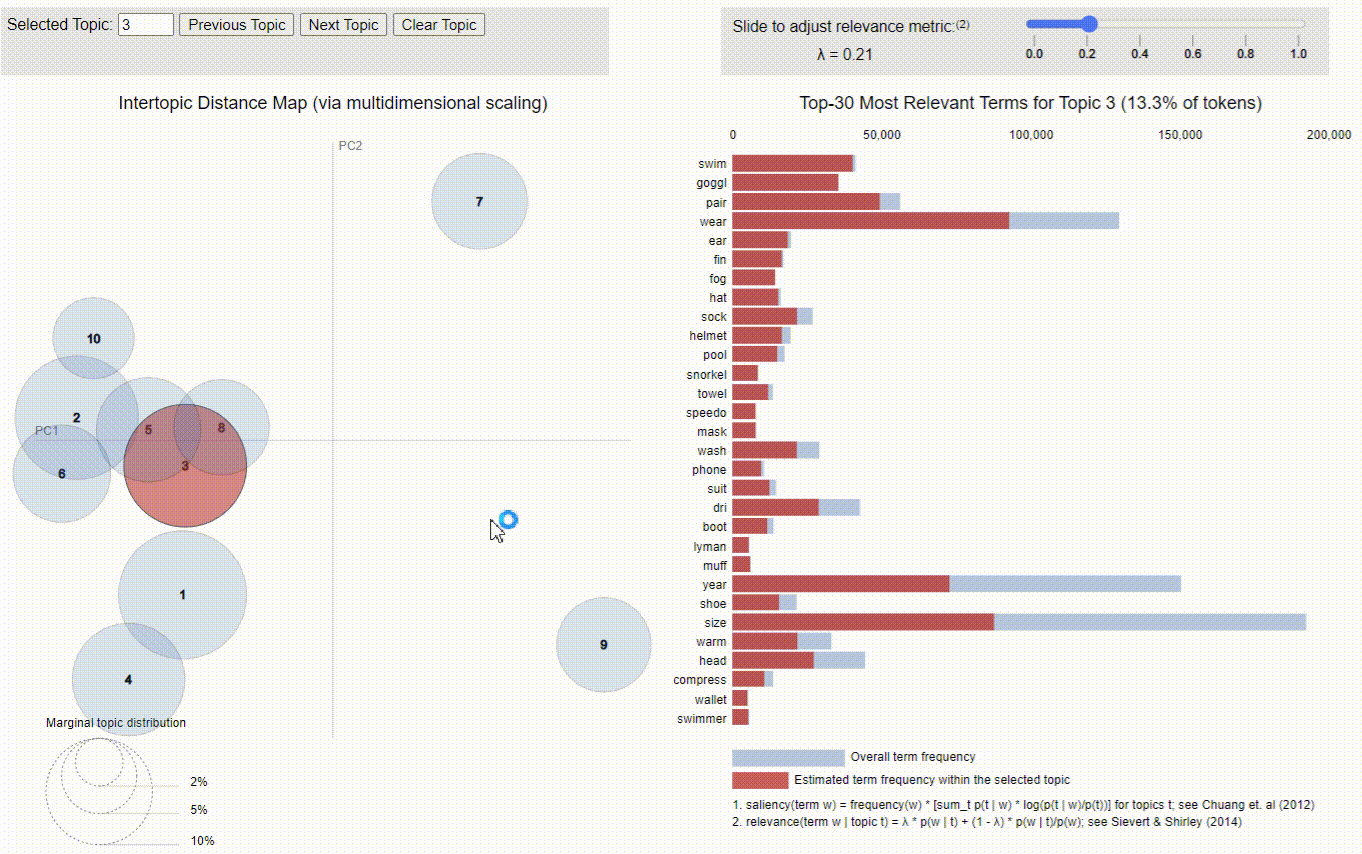 Selected Topic: 3 Previous Topic Next Topic Clear Topic
Slide to adjust relevance metric:(2)
λ = 0.21
0.0 0.2 0.4 0.6 0.8 1.0
Intertopic Distance Map (via multidimensional scaling)
PC2
7
10
2
PC1
5
8
6
3
1
9
4
Marginal topic distribution
2%
5%
10%
Top-30 Most Relevant Terms for Topic 3 (13.3% of tokens)
0 50,000 100,000 150,000 200,000
swim
goggl
pair
wear
ear
fin
fog
hat
sock
helmet
pool
snorkel
towel
speedo
mask
wash
phone
suit
dri
boot
lyman
muff
year
shoe
size
warm
head
compress
wallet
swimmer
Overall term frequency
Estimated term frequency within the selected topic
1. saliency(term w) = frequency(w) * [sum_t p(t | w) * log(p(t | w)/p(t))] for topics t; see Chuang et. al (2012)
2. relevance(term w | topic t) = λ * p(w | t) + (1 - λ) * p(w | t)/p(w); see Sievert & Shirley (2014)